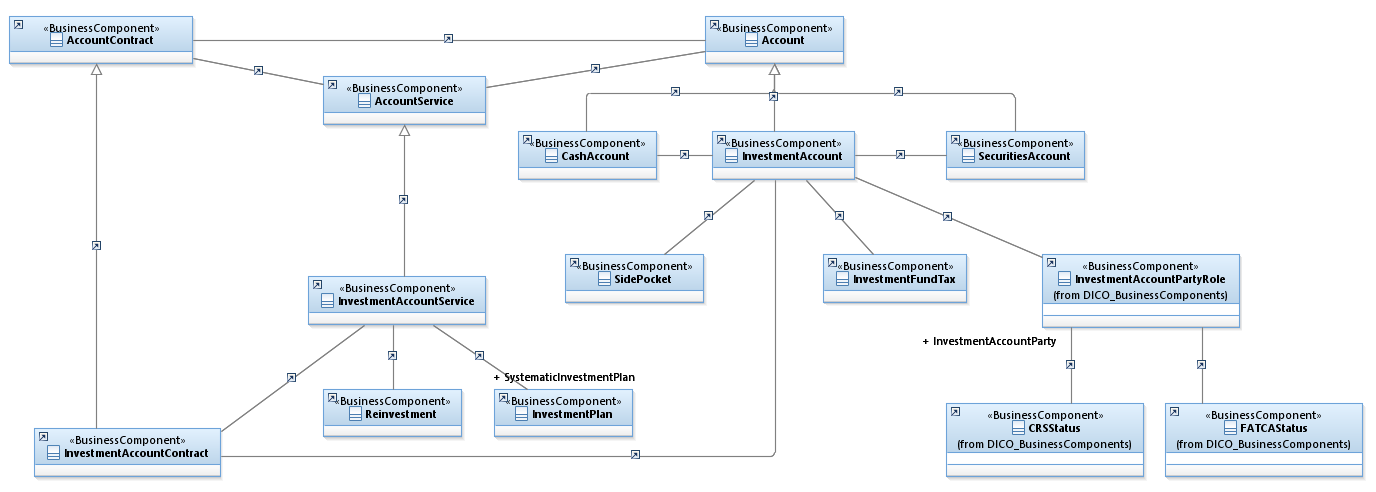 «BusinessComponent»
AccountContract
«BusinessComponent»
Account
«BusinessComponent»
AccountService
«BusinessComponent»
CashAccount
«BusinessComponent»
InvestmentAccount
«BusinessComponent»
SecuritiesAccount
«BusinessComponent»
SidePocket
«BusinessComponent»
InvestmentFundTax
«BusinessComponent»
InvestmentAccountPartyRole
(from DICO_BusinessComponents)
«BusinessComponent»
InvestmentAccountService
+ InvestmentAccountParty
+ SystematicInvestmentPlan
«BusinessComponent»
Reinvestment
«BusinessComponent»
InvestmentPlan
«BusinessComponent»
CRSStatus
(from DICO_BusinessComponents)
«BusinessComponent»
FATCAStatus
(from DICO_BusinessComponents)
«BusinessComponent»
InvestmentAccountContract